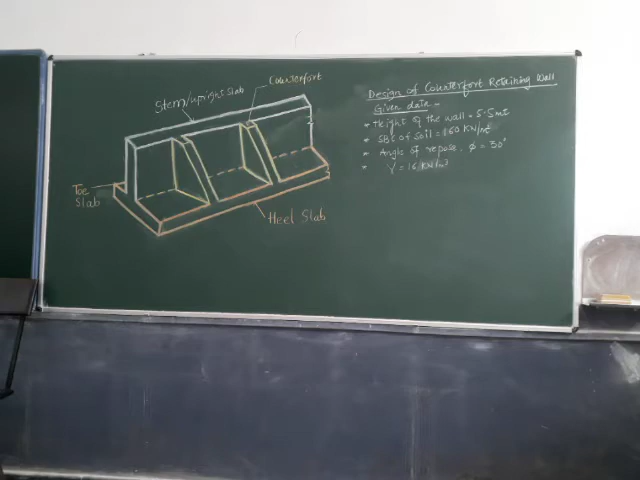 Stem/upright slab
Counterfort
Toe
Slab
Heel Slab
Design of Counterfort Retaining Wall
Given data -
* Height of the wall = 5.5mt
* SBC of Soil = 160 KN/m²
* Angle of repose, φ = 30°
* γ = 16 KN/m³